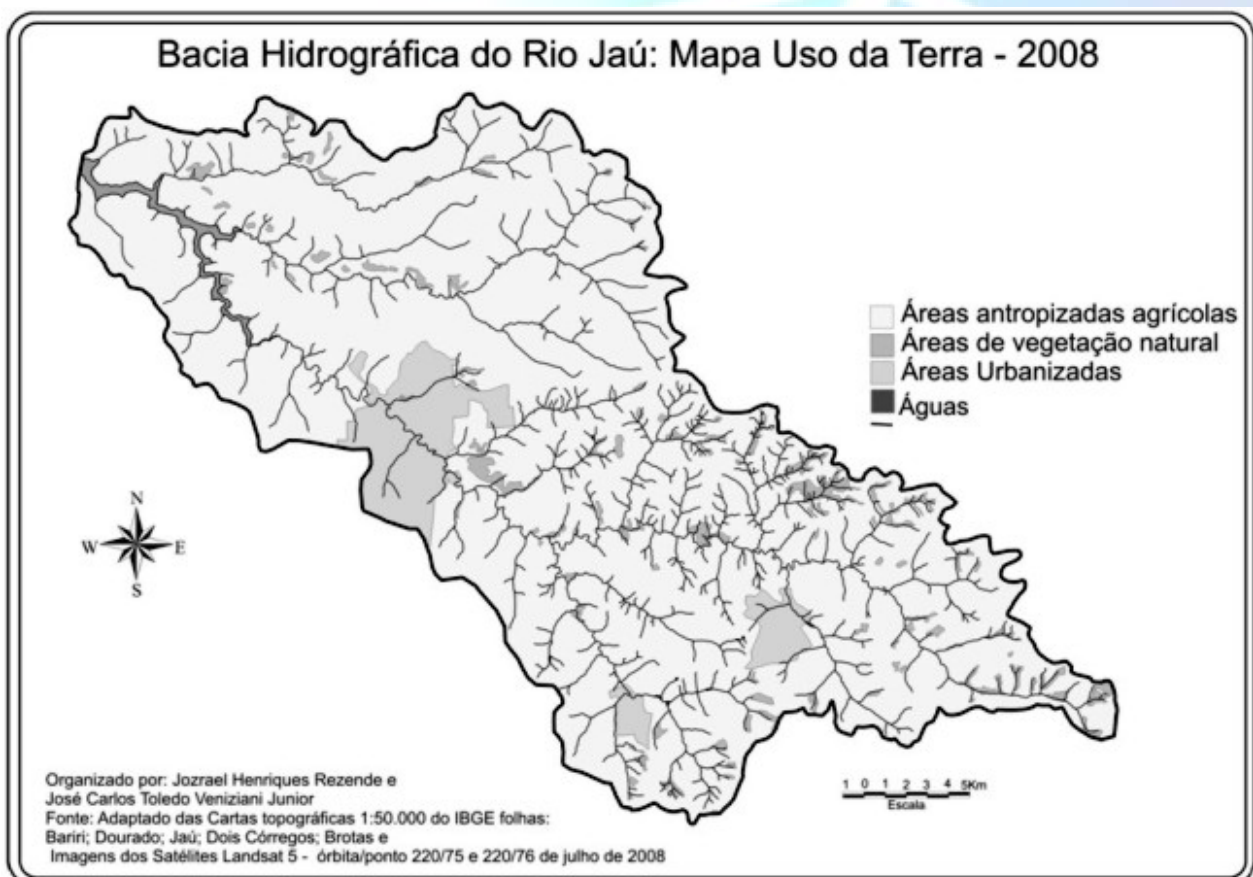 Bacia Hidrográfica do Rio Jaú: Mapa Uso da Terra - 2008
Áreas antropizadas agrícolas
Áreas de vegetação natural
Áreas Urbanizadas
Águas
N
W E
S
1 0 1 2 3 4 5Km
Escala
Organizado por: Jozrael Henriques Rezende e
José Carlos Toledo Veniziani Junior
Fonte: Adaptado das Cartas topográficas 1:50.000 do IBGE folhas:
Bariri; Dourado; Jaú; Dois Córregos; Brotas e
Imagens dos Satélites Landsat 5 - órbita/ponto 220/75 e 220/76 de julho de 2008